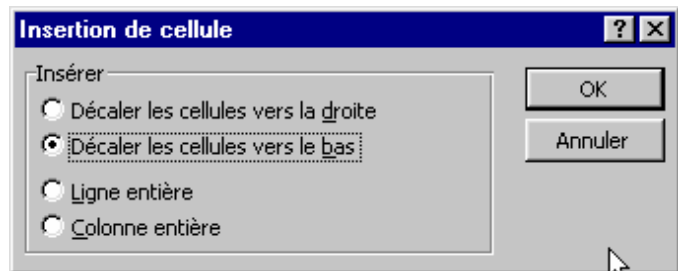 Insertion de cellule
? X
Insérer
Décaler les cellules vers la droite
OK
Décaler les cellules vers le bas
Annuler
Ligne entière
Colonne entière